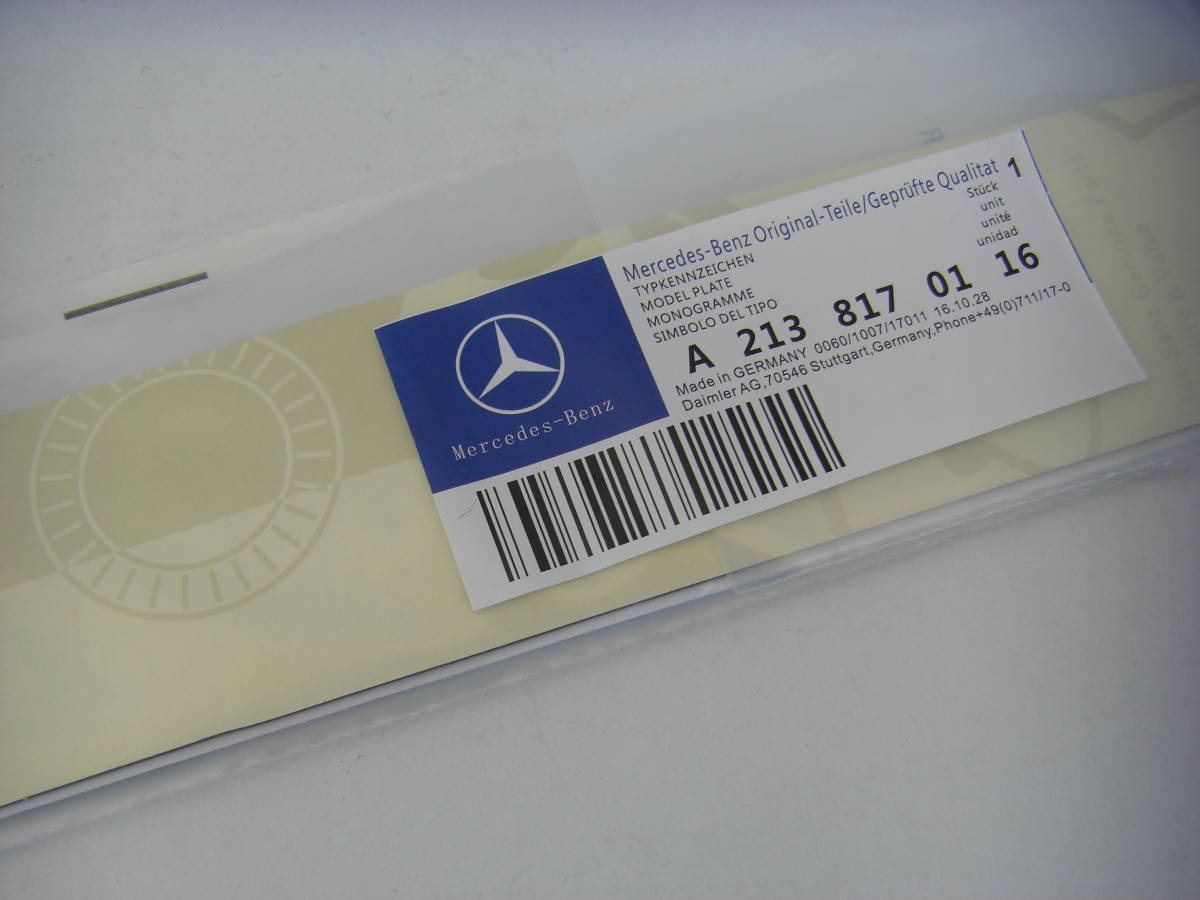 Mercedes-Benz Original-Teile/Geprüfte Qualitat 1
Stück
unit
unité
unidad
TYPKENNZEICHEN
MODEL PLATE
MONOGRAMME
SIMBOLO DEL TIPO
A 213 817 01 16
Made in GERMANY 0060/1007/17011 16.10.28
Daimler AG,70546 Stuttgart,Germany,Phone+49(0)711/17-0
Mercedes-Benz
Genuine Parts